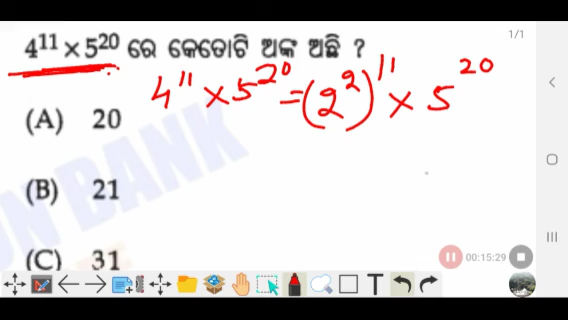 1/1
4¹¹ × 5²⁰ ରେ କେତୋଟି ଅଙ୍କ ଅଛି ?
4¹¹ × 5²⁰ = (2²)¹¹ × 5²⁰
(A) 20
(B) 21
(C) 31
00:15:29
T